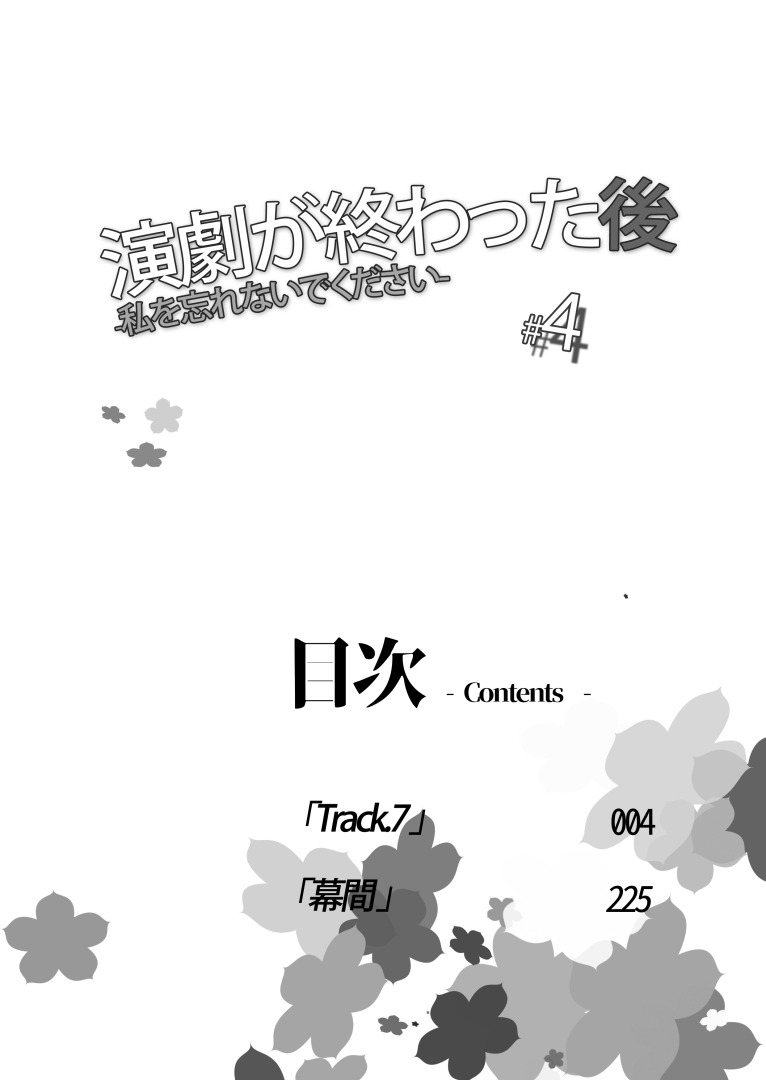 演劇が終わった後
-私を忘れないでください-
#4
目次 - Contents -
「Track.7」 004
「幕間」 225